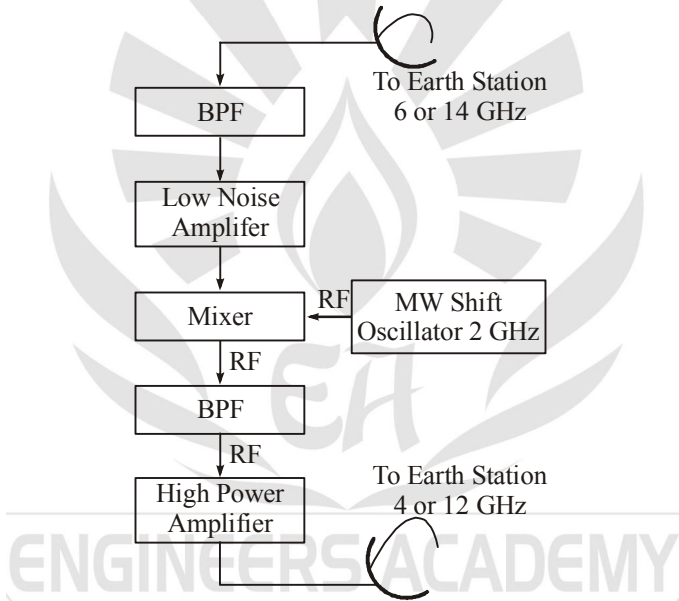 To Earth Station
6 or 14 GHz
BPF
Low Noise
Amplifer
Mixer
RF
MW Shift
Oscillator 2 GHz
RF
BPF
RF
High Power
Amplifier
To Earth Station
4 or 12 GHz
EA
ENGINEERS ACADEMY